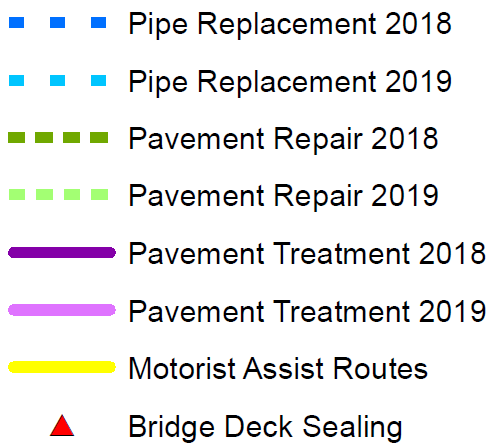 Pipe Replacement 2018
Pipe Replacement 2019
Pavement Repair 2018
Pavement Repair 2019
Pavement Treatment 2018
Pavement Treatment 2019
Motorist Assist Routes
Bridge Deck Sealing